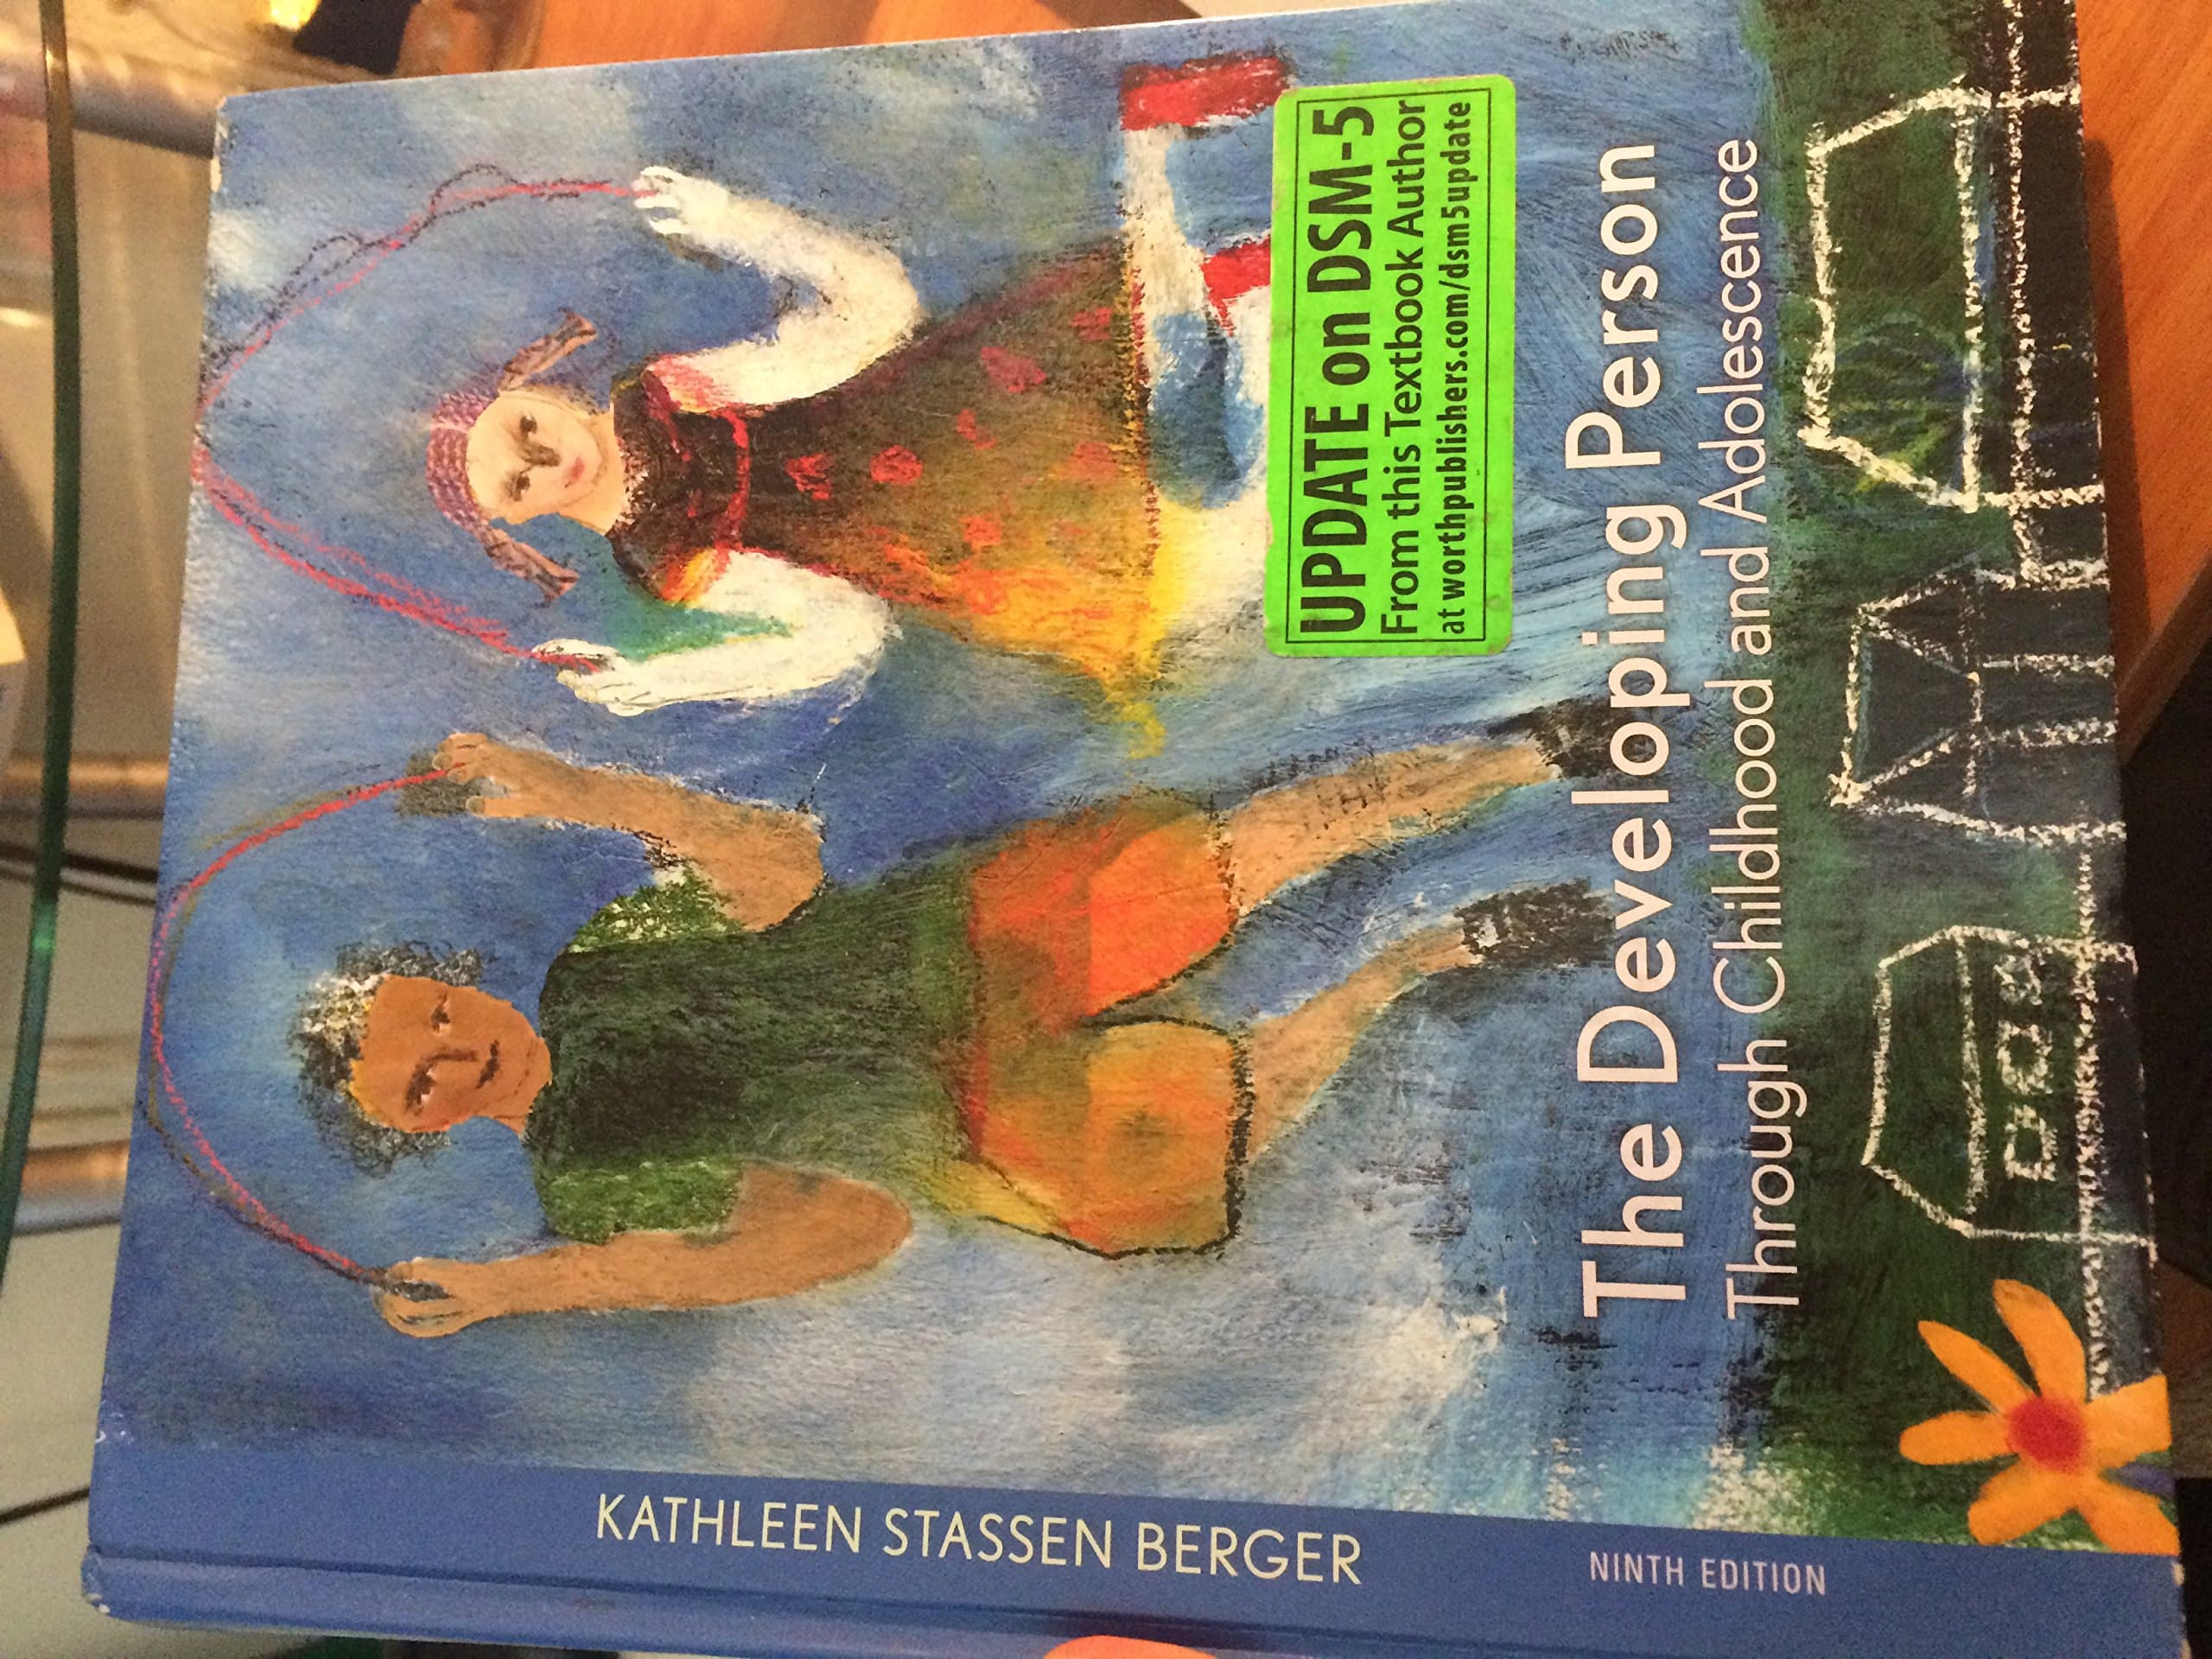 UPDATE on DSM-5
From this Textbook Author
at worthpublishers.com/dsm5update
The Developing Person
Through Childhood and Adolescence
KATHLEEN STASSEN BERGER
NINTH EDITION